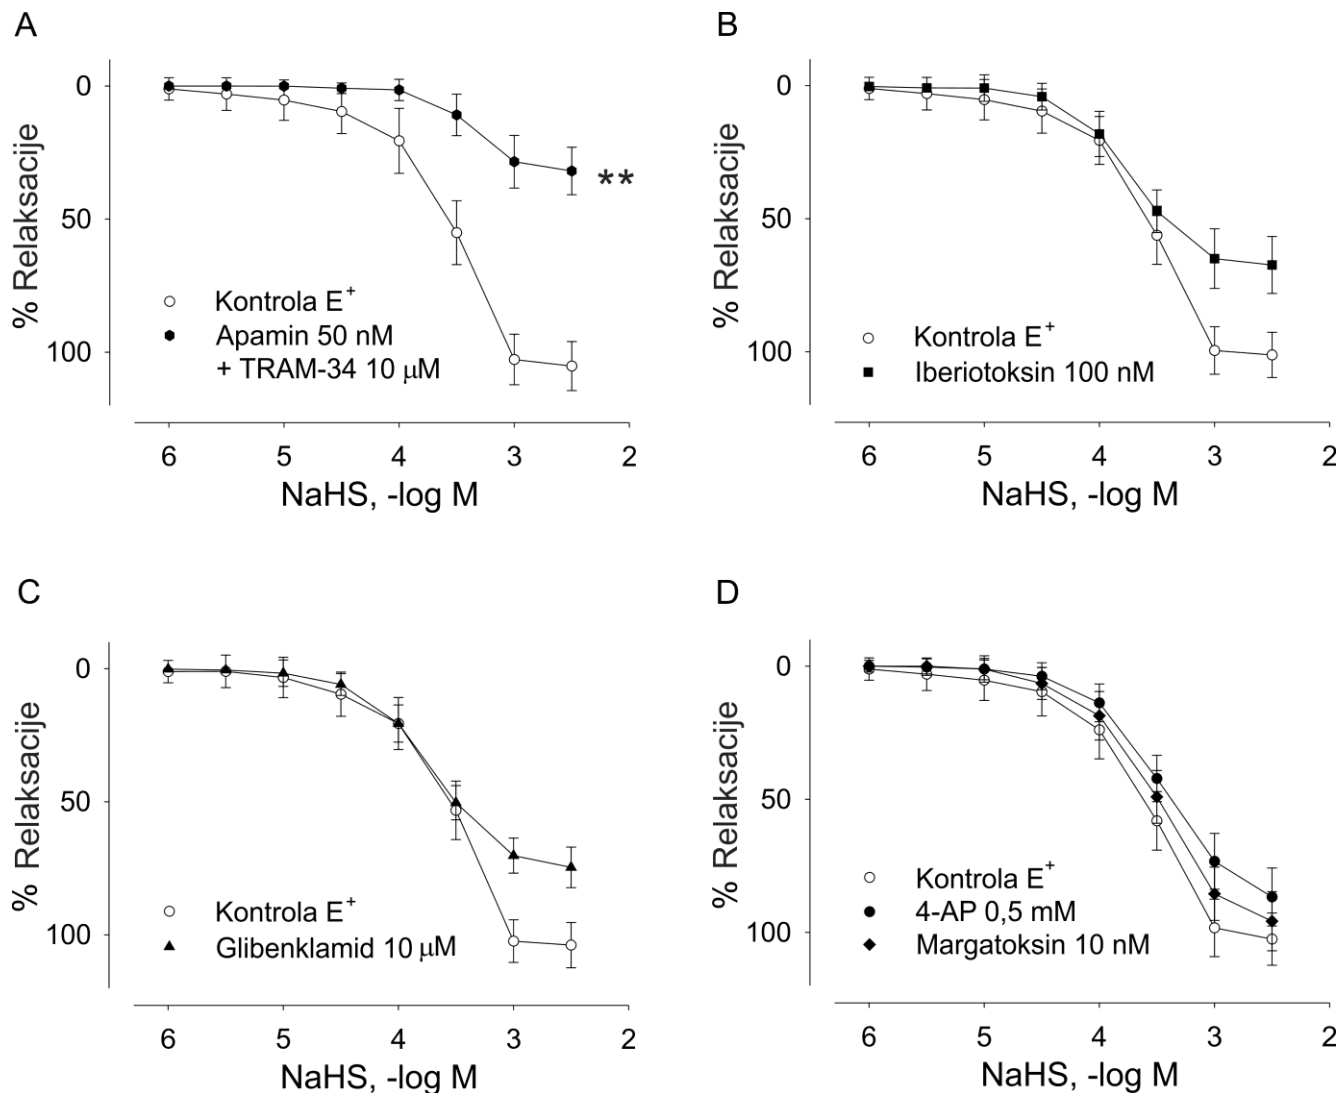 A
% Relaksacije
0
50
100
Kontrola E⁺
Apamin 50 nM
+ TRAM-34 10 μM
**
6 5 4 3 2
NaHS, -log M
B
% Relaksacije
0
50
100
Kontrola E⁺
Iberiotoksin 100 nM
6 5 4 3 2
NaHS, -log M
C
% Relaksacije
0
50
100
Kontrola E⁺
Glibenklamid 10 μM
6 5 4 3 2
NaHS, -log M
D
% Relaksacije
0
50
100
Kontrola E⁺
4-AP 0,5 mM
Margatoksin 10 nM
6 5 4 3 2
NaHS, -log M